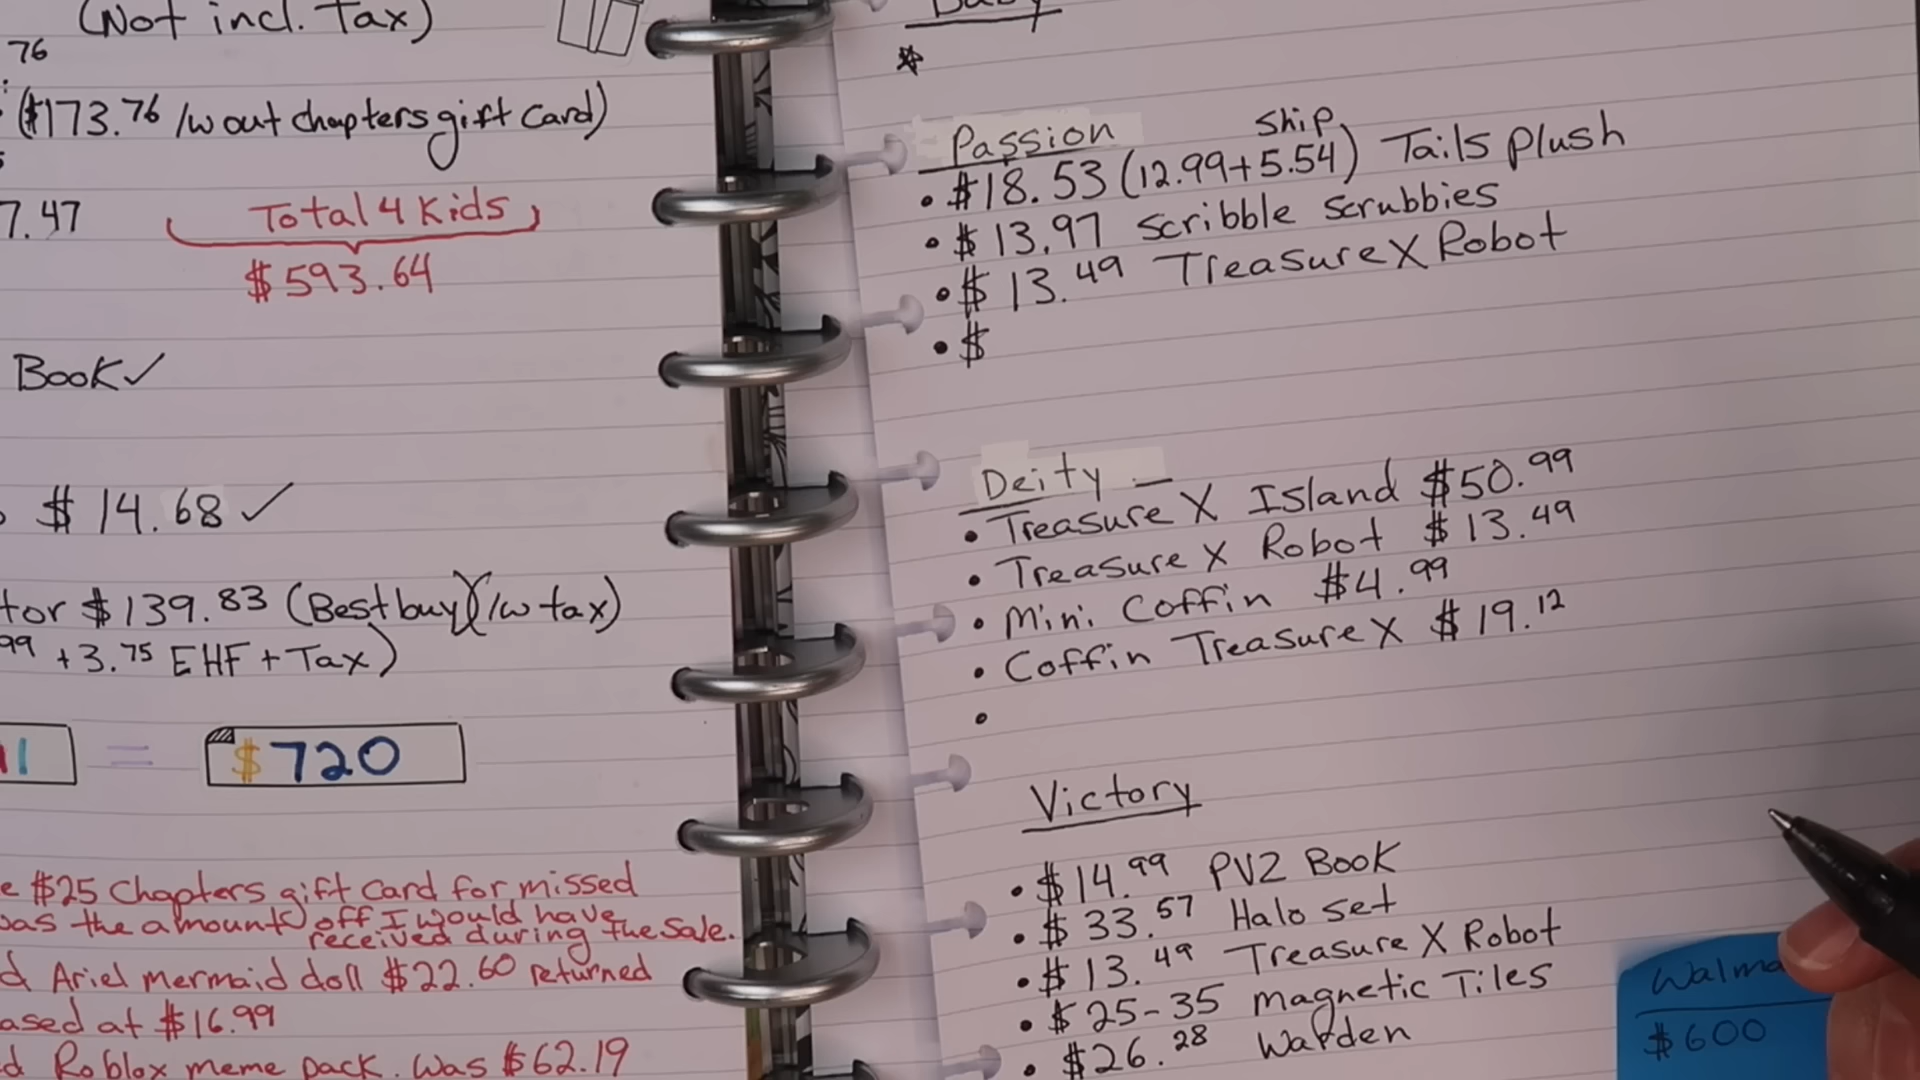 (Not incl. Tax)
76
($173.76 /w out chapters gift card)
7.47
Total 4 Kids
$593.64
Book✓
$14.68 ✓
tor $139.83 (Best buy)(/w tax)
99 + 3.75 EHF + Tax)
= $720
$25 Chapters gift card for missed
was the amount off I would have
received during the sale.
Ariel mermaid doll $22.60 returned
at $16.99
Roblox meme pack. Was $62.19
Baby
Passion
Ship
• $18.53 (12.99+5.54) Tails plush
• $13.97 Scribble Scrubbies
• $13.49 Treasure X Robot
• $
Deity
• Treasure X Island $50.99
• Treasure X Robot $13.49
• Mini Coffin $4.99
• Coffin Treasure X $19.12
•
Victory
• $14.99 PVZ Book
• $33.57 Halo set
• $13.49 Treasure X Robot
• $25-35 magnetic Tiles
• $26.28 Warden
Walma
$600